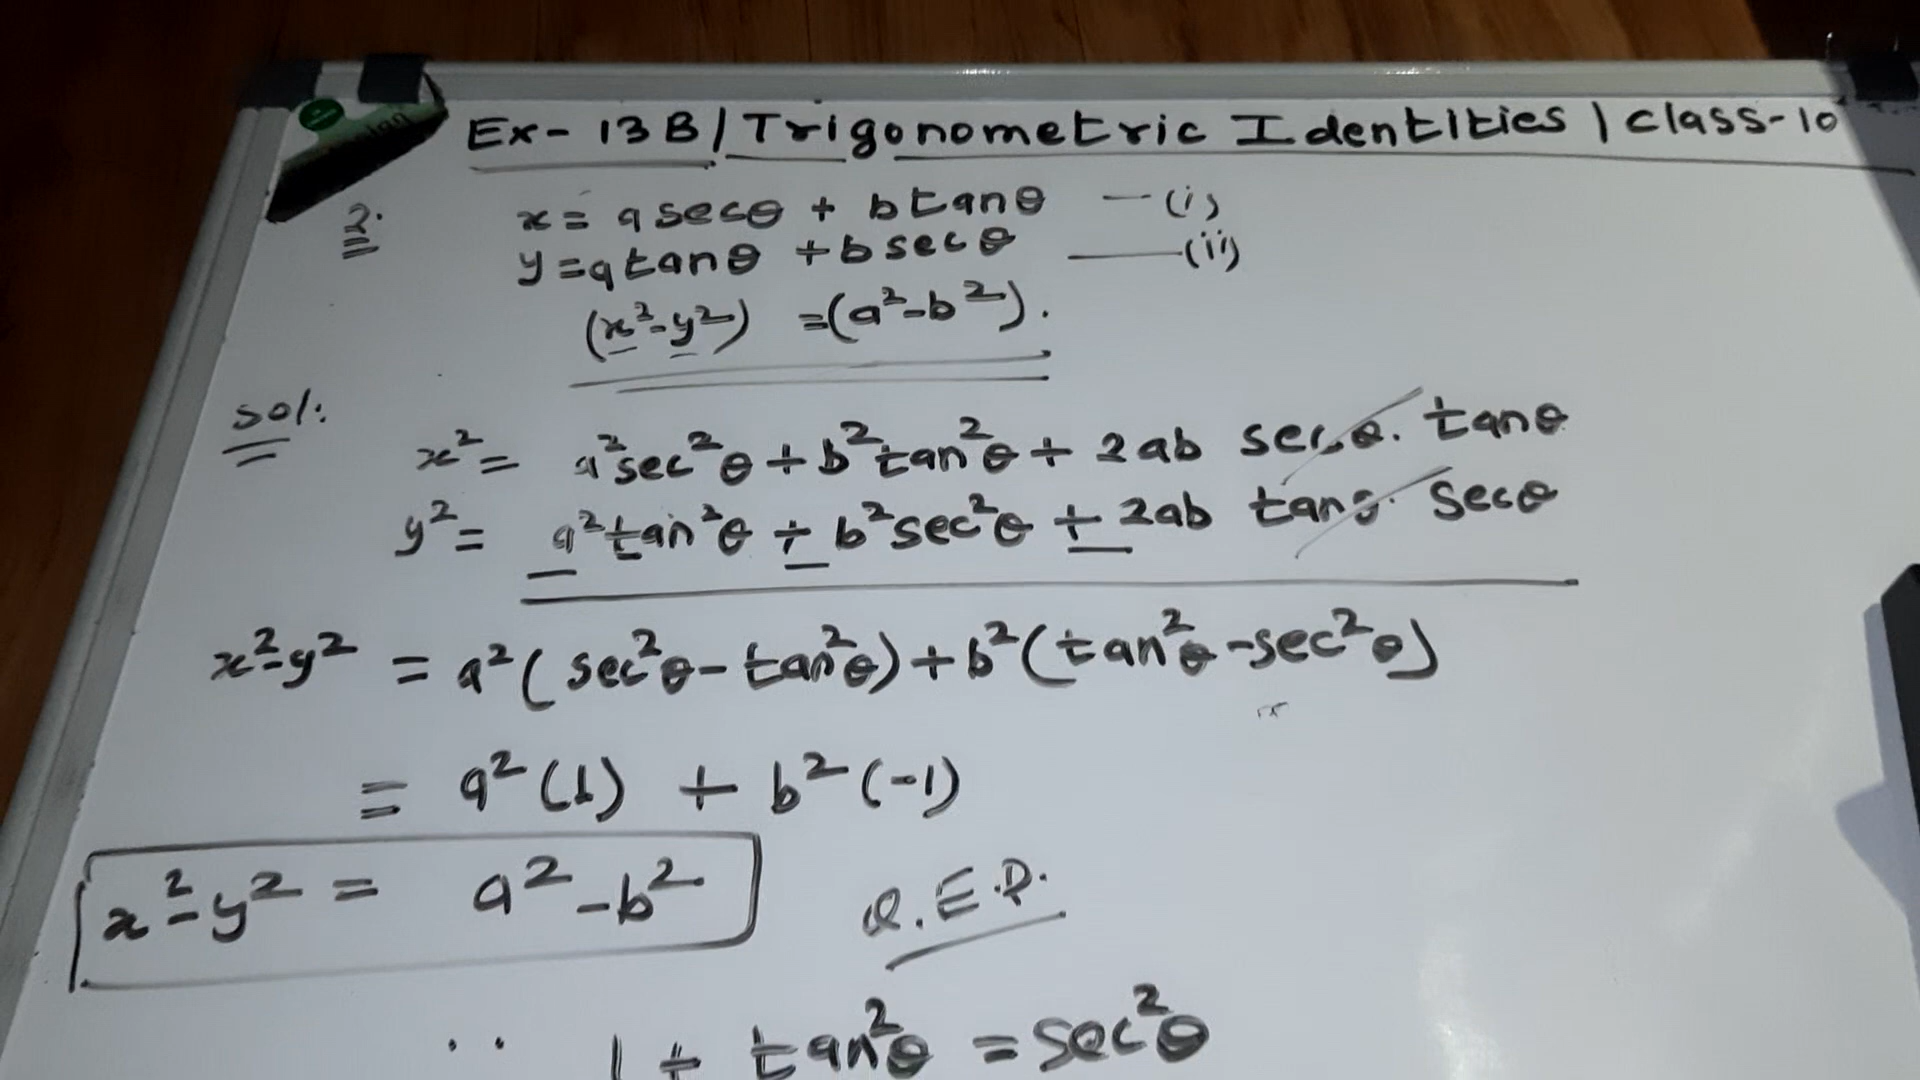 Ex-13B/Trigonometric Identities | class-10
2. x = a secθ + b tanθ —(i)
y = a tanθ + b secθ ——(ii)
(x²-y²) = (a²-b²).
Sol:
x² = a²sec²θ + b²tan²θ + 2ab secθ. tanθ
y² = a²tan²θ + b²sec²θ + 2ab tanθ. secθ
x²-y² = a²(sec²θ-tan²θ)+b²(tan²θ-sec²θ)
= a²(1) + b²(-1)
x²-y² = a²-b² Q.E.D.
∵ 1 + tan²θ = sec²θ